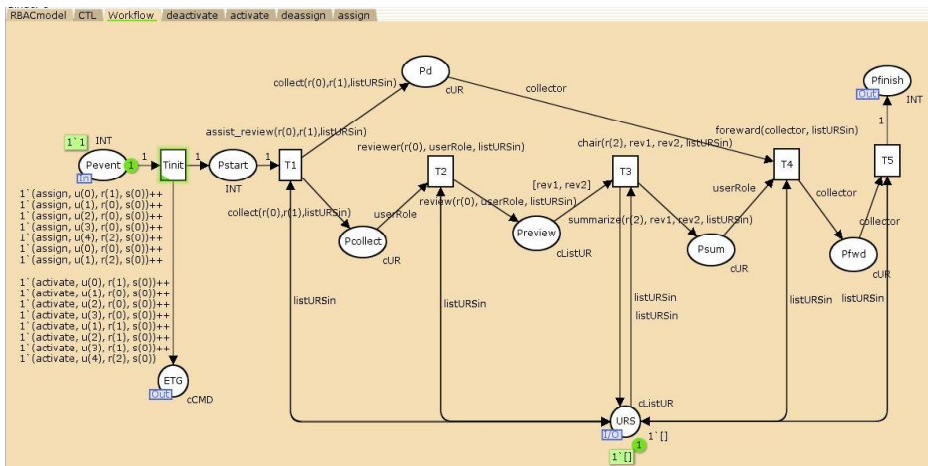 RBACmodel CTL Workflow deactivate activate deassign assign
Pd
cUR
collect(r(0),r(1),listURSin)
collector
Pfinish
Out
INT
1
assist_review(r(0),r(1),listURSin)
reviewer(r(0), userRole, listURSin)
chair(r(2), rev1, rev2, listURSin)
foreward(collector, listURSin)
1`1
INT
Pevent
1
In
1
Tinit
1
Pstart
INT
1
T1
T2
T3
T4
T5
[rev1, rev2]
review(r(0), userRole, listURSin)
userRole
collector
collect(r(0),r(1),listURSin)
userRole
summarize(r(2), rev1, rev2, listURSin)
collector
Pcollect
cUR
Preview
cListUR
Psum
cUR
Pfwd
cUR
1`(assign, u(0), r(1), s(0))++
1`(assign, u(1), r(0), s(0))++
1`(assign, u(2), r(0), s(0))++
1`(assign, u(3), r(0), s(0))++
1`(assign, u(4), r(2), s(0))++
1`(assign, u(0), r(0), s(0))++
1`(assign, u(1), r(2), s(0))++
1`(activate, u(0), r(1), s(0))++
1`(activate, u(1), r(0), s(0))++
1`(activate, u(2), r(0), s(0))++
1`(activate, u(3), r(0), s(0))++
1`(activate, u(1), r(1), s(0))++
1`(activate, u(2), r(1), s(0))++
1`(activate, u(3), r(1), s(0))++
1`(activate, u(4), r(2), s(0))
listURSin
listURSin
listURSin
listURSin
listURSin
listURSin
ETG
Out
cCMD
cListUR
URS
I/O
1
1`[]
1`[]